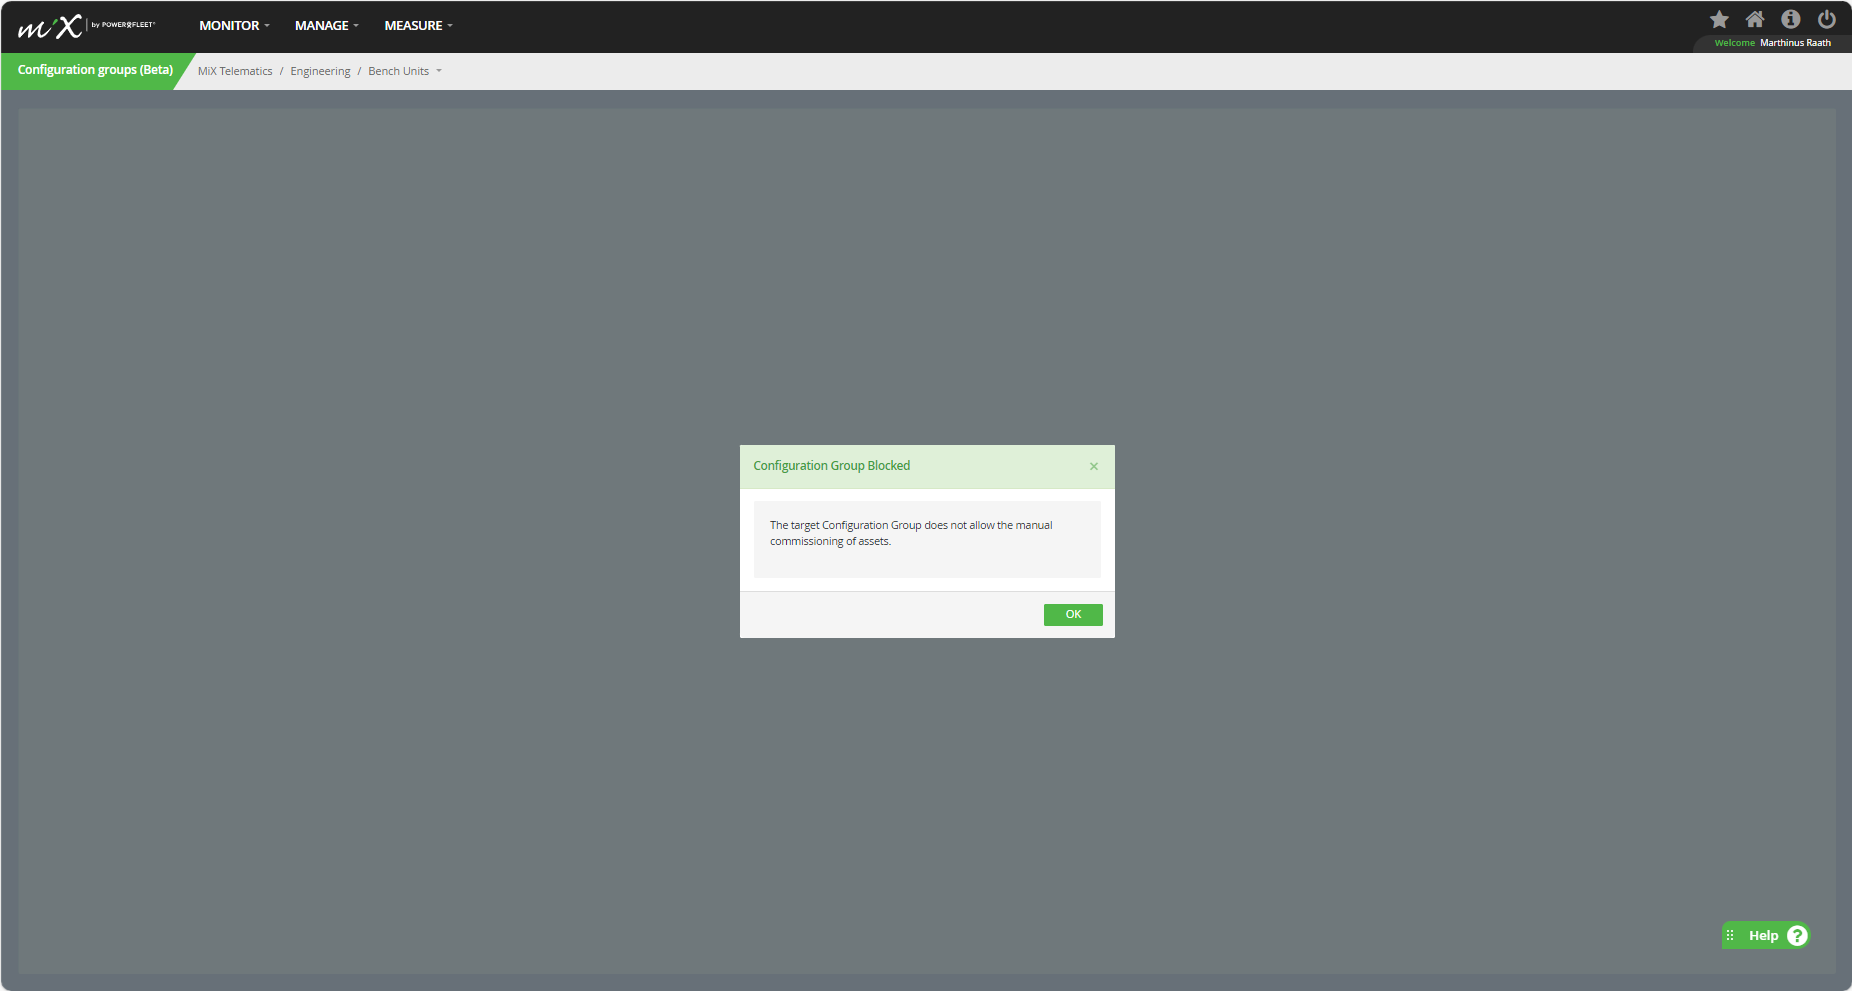 miX by POWERFLEET
MONITOR MANAGE MEASURE
Welcome Marthinus Raath
Configuration groups (Beta) MiX Telematics / Engineering / Bench Units
Configuration Group Blocked ×
The target Configuration Group does not allow the manual
commissioning of assets.
OK
Help ?